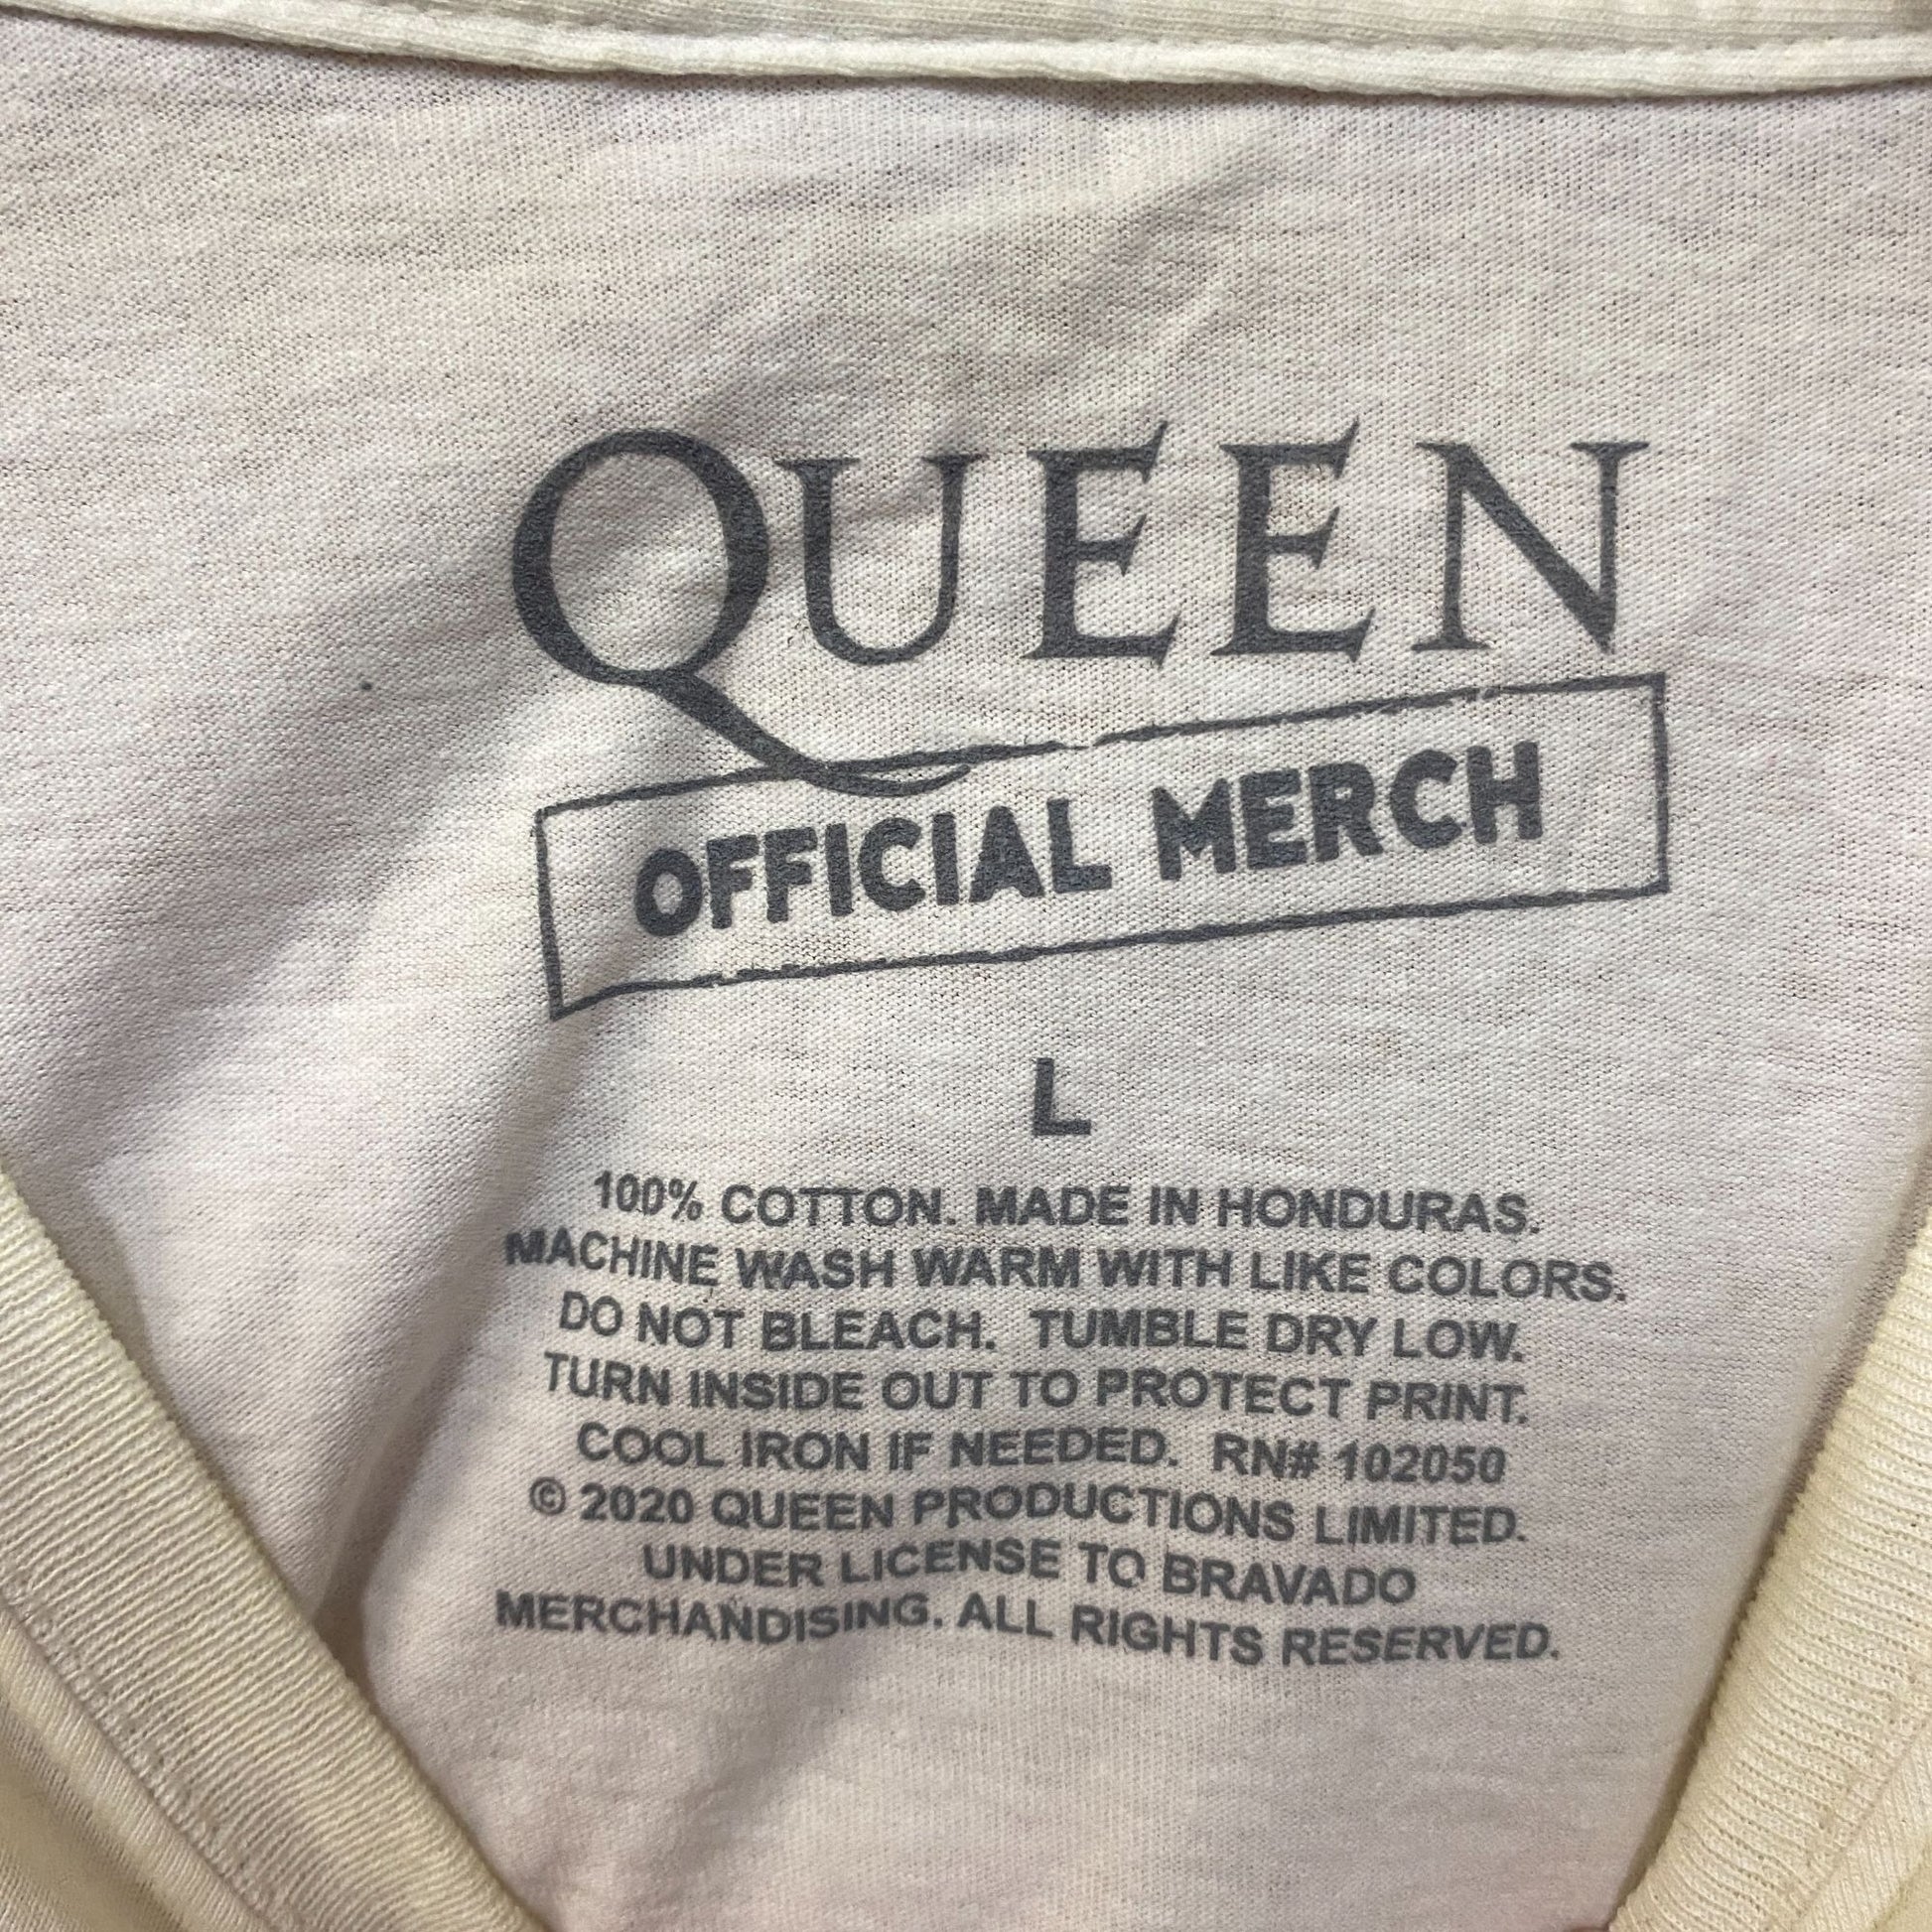 QUEEN
OFFICIAL MERCH
L
100% COTTON. MADE IN HONDURAS.
MACHINE WASH WARM WITH LIKE COLORS.
DO NOT BLEACH. TUMBLE DRY LOW.
TURN INSIDE OUT TO PROTECT PRINT.
COOL IRON IF NEEDED. RN# 102050
© 2020 QUEEN PRODUCTIONS LIMITED.
UNDER LICENSE TO BRAVADO
MERCHANDISING. ALL RIGHTS RESERVED.